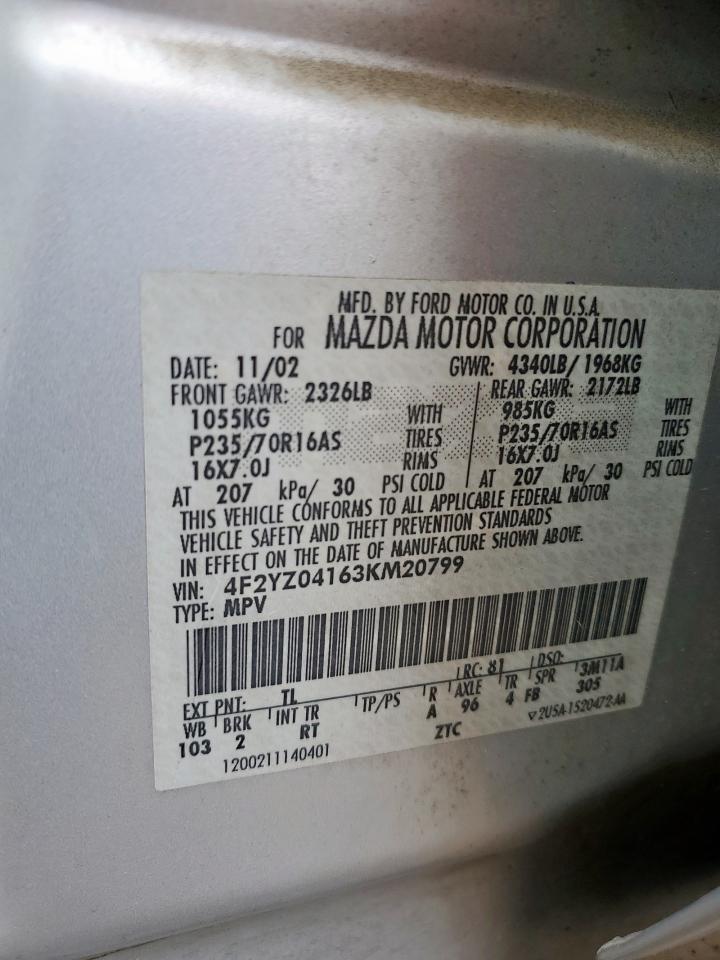 MFD. BY FORD MOTOR CO. IN U.S.A.
FOR MAZDA MOTOR CORPORATION
DATE: 11/02 GVWR: 4340LB/ 1968KG
FRONT GAWR: 2326LB REAR GAWR: 2172LB
1055KG WITH 985KG WITH
P235/70R16AS TIRES P235/70R16AS TIRES
16X7.0J RIMS 16X7.0J RIMS
AT 207 kPa/ 30 PSI COLD AT 207 kPa/ 30 PSI COLD
THIS VEHICLE CONFORMS TO ALL APPLICABLE FEDERAL MOTOR
VEHICLE SAFETY AND THEFT PREVENTION STANDARDS
IN EFFECT ON THE DATE OF MANUFACTURE SHOWN ABOVE.
VIN: 4F2YZ04163KM20799
TYPE: MPV
EXT PNT: TL RC: 81 DSO:
WB BRK INT TR TP/PS R AXLE TR SPR 3M11A
103 2 RT A 96 4 FB 305
ZTC 2U5A-1520472-AA
1200211140401